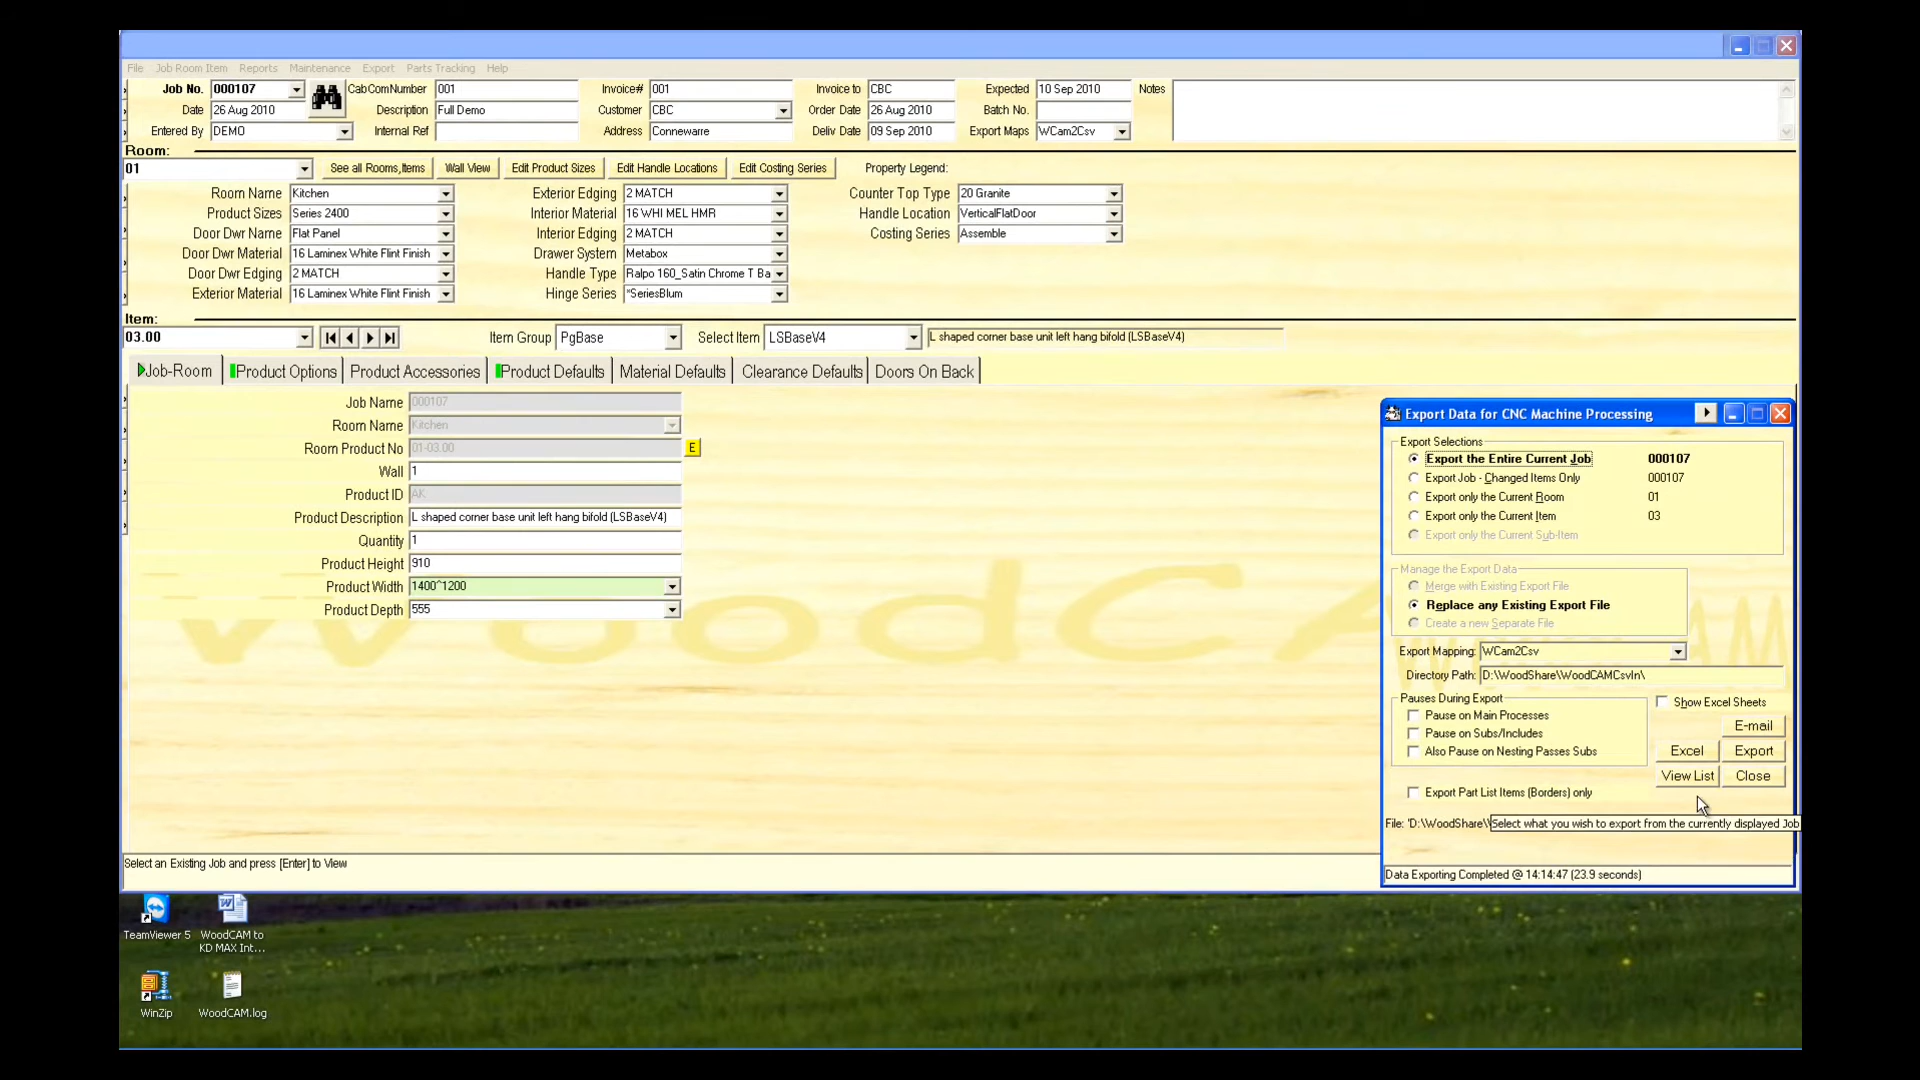 File Job Room Item Reports Maintenance Export Parts Tracking Help
Job No. 000107 CabComNumber 001 Invoice# 001 Invoice to CBC Expected 10 Sep 2010 Notes
Date 26 Aug 2010 Description Full Demo Customer CBC Order Date 26 Aug 2010 Batch No.
Entered By DEMO Internal Ref Address Connewarre Deliv Date 09 Sep 2010 Export Maps WCam2Csv
Room:
01 See all Rooms,Items Wall View Edit Product Sizes Edit Handle Locations Edit Costing Series Property Legend:
Room Name Kitchen Exterior Edging 2 MATCH Counter Top Type 20 Granite
Product Sizes Series 2400 Interior Material 16 WHI MEL HMR Handle Location VerticalFlatDoor
Door Dwr Name Flat Panel Interior Edging 2 MATCH Costing Series Assemble
Door Dwr Material 16 Laminex White Flint Finish Drawer System Metabox
Door Dwr Edging 2 MATCH Handle Type Ralpo 160_Satin Chrome T Ba
Exterior Material 16 Laminex White Flint Finish Hinge Series *SeriesBlum
Item:
03.00 Item Group PgBase Select Item LSBaseV4 L shaped corner base unit left hang bifold (LSBaseV4)
Job-Room Product Options Product Accessories Product Defaults Material Defaults Clearance Defaults Doors On Back
Job Name 000107
Room Name Kitchen
Room Product No 01-03.00 E
Wall 1
Product ID AK
Product Description L shaped corner base unit left hang bifold (LSBaseV4)
Quantity 1
Product Height 910
Product Width 1400^1200
Product Depth 555
WoodCAM
Select an Existing Job and press [Enter] to View
Export Data for CNC Machine Processing
Export Selections
Export the Entire Current Job 000107
Export Job - Changed Items Only 000107
Export only the Current Room 01
Export only the Current Item 03
Export only the Current Sub-Item
Manage the Export Data
Merge with Existing Export File
Replace any Existing Export File
Create a new Separate File
Export Mapping: WCam2Csv
Directory Path: D:\WoodShare\WoodCAMCsvIn\
Pauses During Export
Show Excel Sheets
Pause on Main Processes
Pause on Subs/Includes
Also Pause on Nesting Passes Subs
E-mail
Excel Export
View List Close
Export Part List Items (Borders) only
File: 'D:\WoodShare\ Select what you wish to export from the currently displayed Job
Data Exporting Completed @ 14:14:47 (23.9 seconds)
TeamViewer 5
WoodCAM to
KD MAX Int...
WinZip
WoodCAM.log